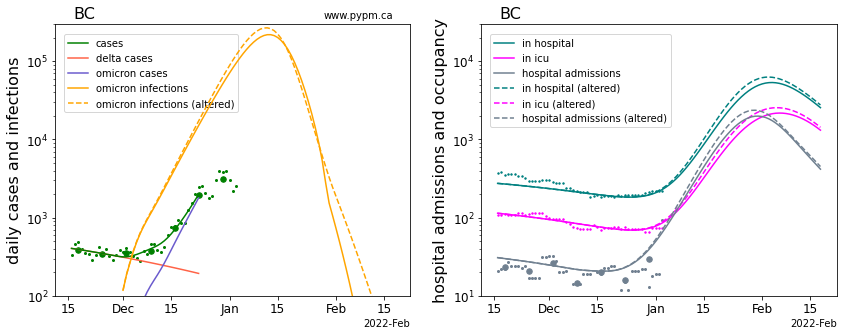 BC
www.pypm.ca
daily cases and infections
cases
delta cases
omicron cases
omicron infections
omicron infections (altered)
10^5
10^4
10^3
10^2
15 Dec 15 Jan 15 Feb 15
2022-Feb
BC
hospital admissions and occupancy
in hospital
in icu
hospital admissions
in hospital (altered)
in icu (altered)
hospital admissions (altered)
10^4
10^3
10^2
10^1
15 Dec 15 Jan 15 Feb 15
2022-Feb